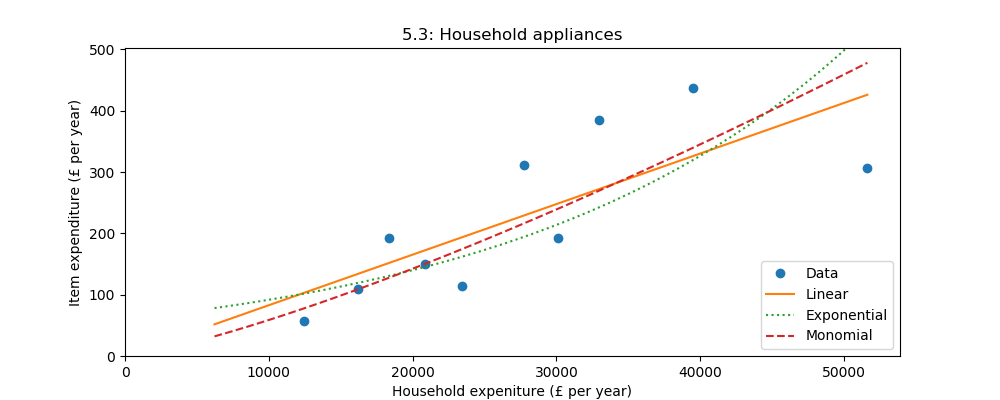 5.3: Household appliances
Item expenditure (£ per year)
500
400
300
200
100
0
0 10000 20000 30000 40000 50000
Household expeniture (£ per year)
Data
Linear
Exponential
Monomial